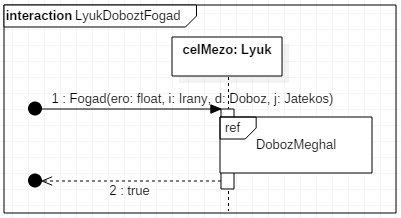 interaction LyukDoboztFogad
celMezo: Lyuk
1 : Fogad(ero: float, i: Irany, d: Doboz, j: Jatekos)
ref
DobozMeghal
2 : true